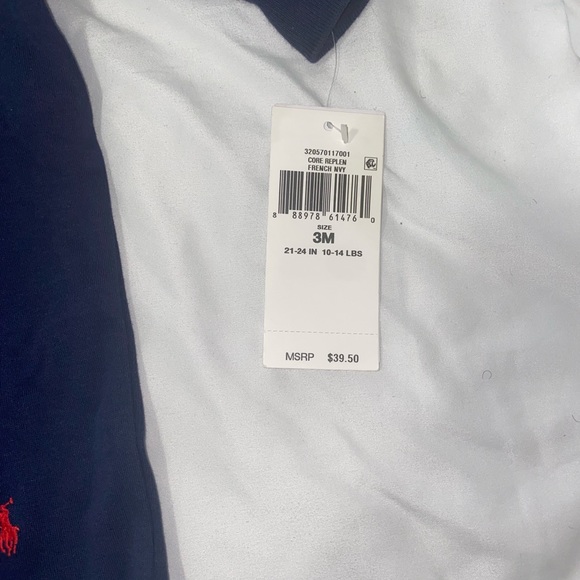 320570117001
CORE REPLEN
FRENCH NVY
8 88978 61476 0
SIZE
3M
21-24 IN 10-14 LBS
MSRP $39.50